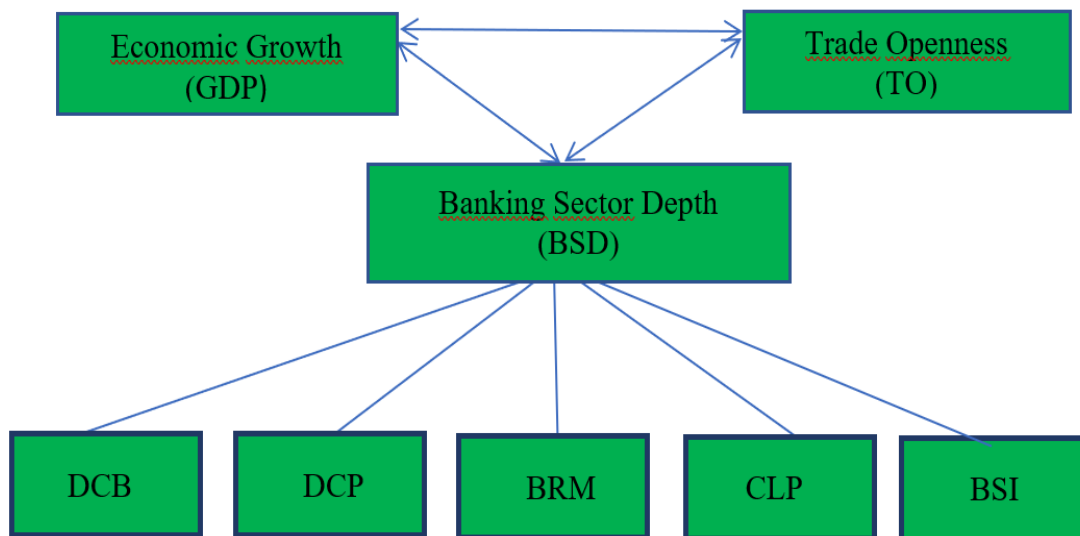 Economic Growth
(GDP)
Trade Openness
(TO)
Banking Sector Depth
(BSD)
DCB
DCP
BRM
CLP
BSI